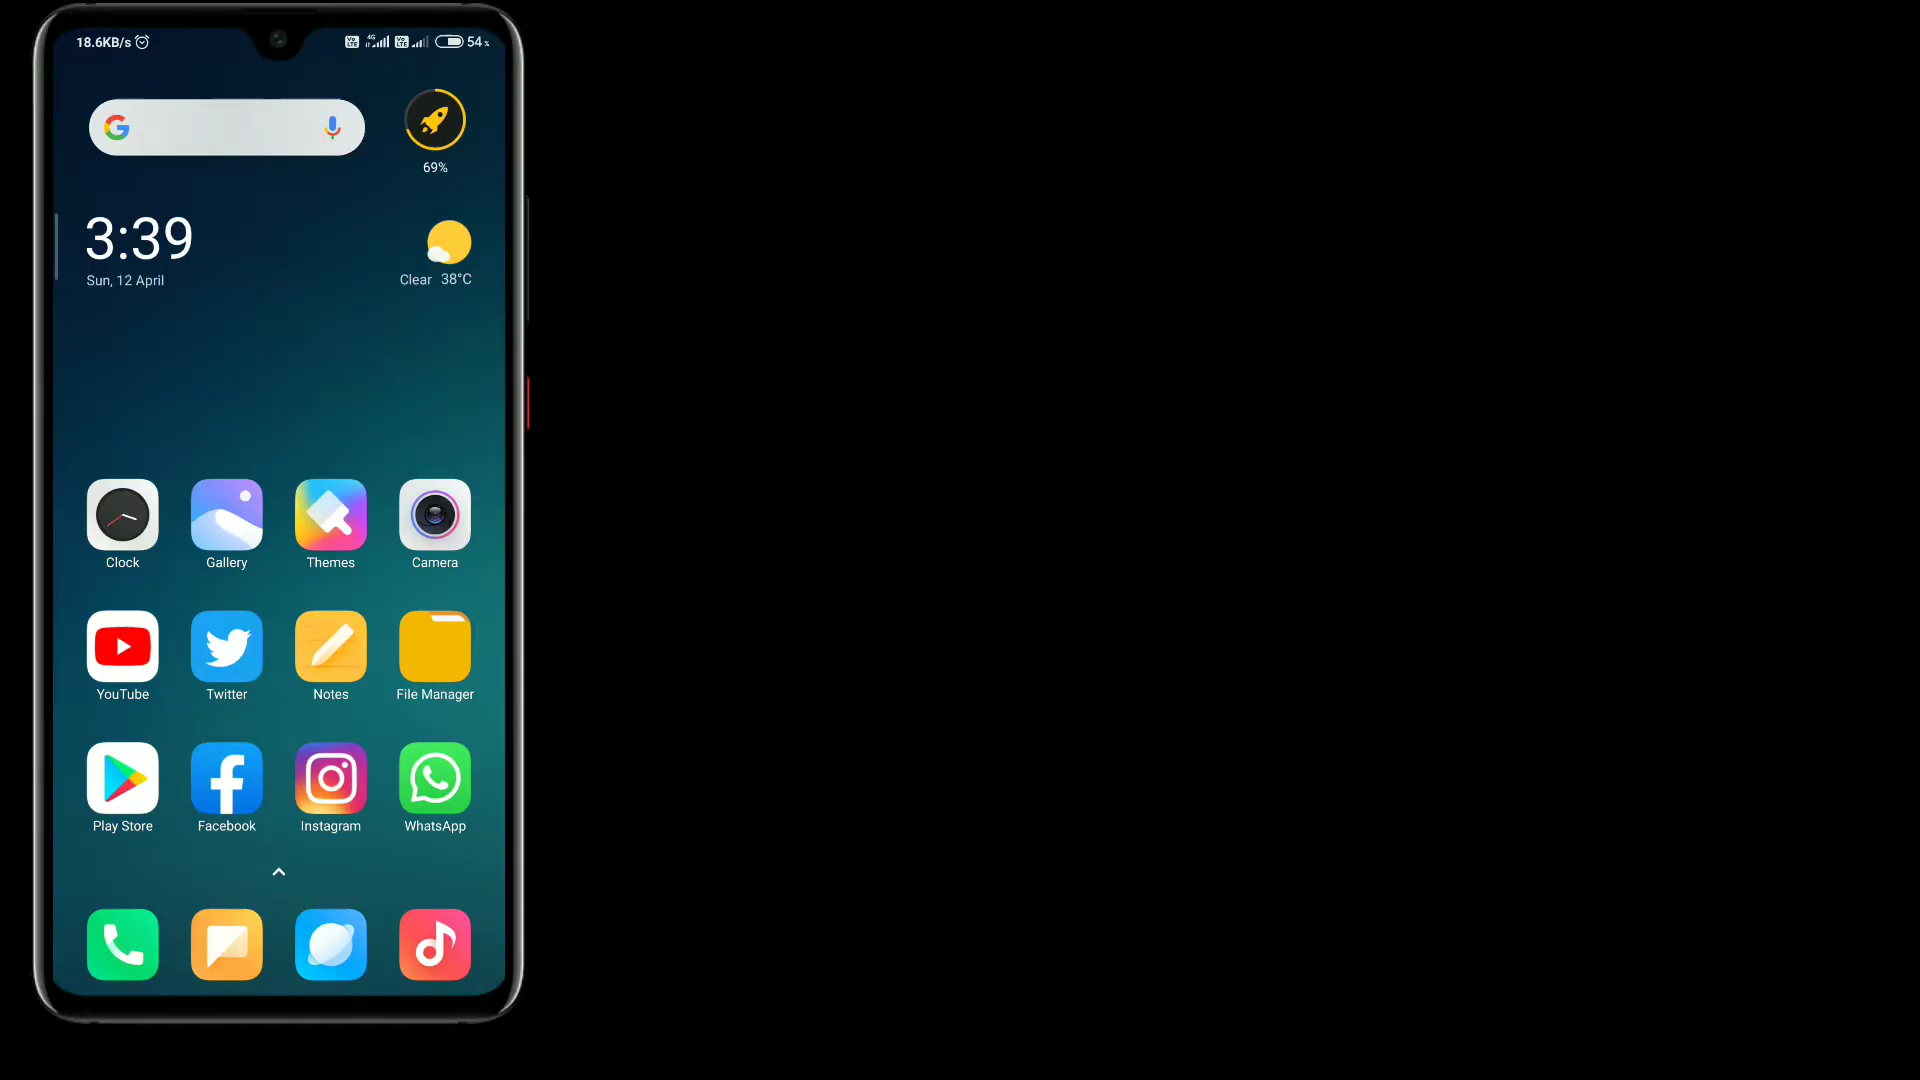 18.6KB/s 4G 54%
69%
3:39
Sun, 12 April
Clear 38°C
Clock Gallery Themes Camera
YouTube Twitter Notes File Manager
Play Store Facebook Instagram WhatsApp